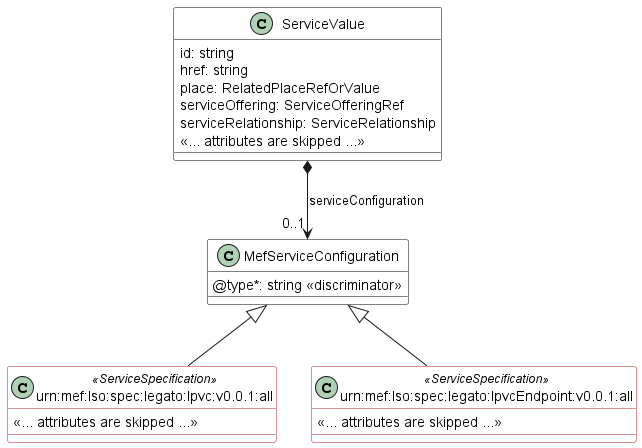 C ServiceValue
id: string
href: string
place: RelatedPlaceRefOrValue
serviceOffering: ServiceOfferingRef
serviceRelationship: ServiceRelationship
«... attributes are skipped ...»
serviceConfiguration
0..1
C MefServiceConfiguration
@type*: string «discriminator»
«ServiceSpecification»
C urn:mef:lso:spec:legato:Ipvc:v0.0.1:all
«... attributes are skipped ...»
«ServiceSpecification»
C urn:mef:lso:spec:legato:IpvcEndpoint:v0.0.1:all
«... attributes are skipped ...»